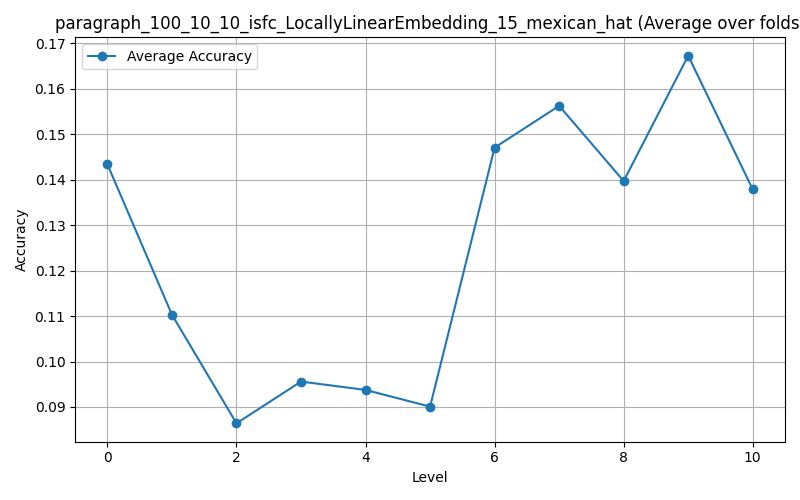 paragraph_100_10_10_isfc_LocallyLinearEmbedding_15_mexican_hat (Average over folds
Average Accuracy
0.17
0.16
0.15
0.14
0.13
0.12
0.11
0.10
0.09
Accuracy
0 2 4 6 8 10
Level